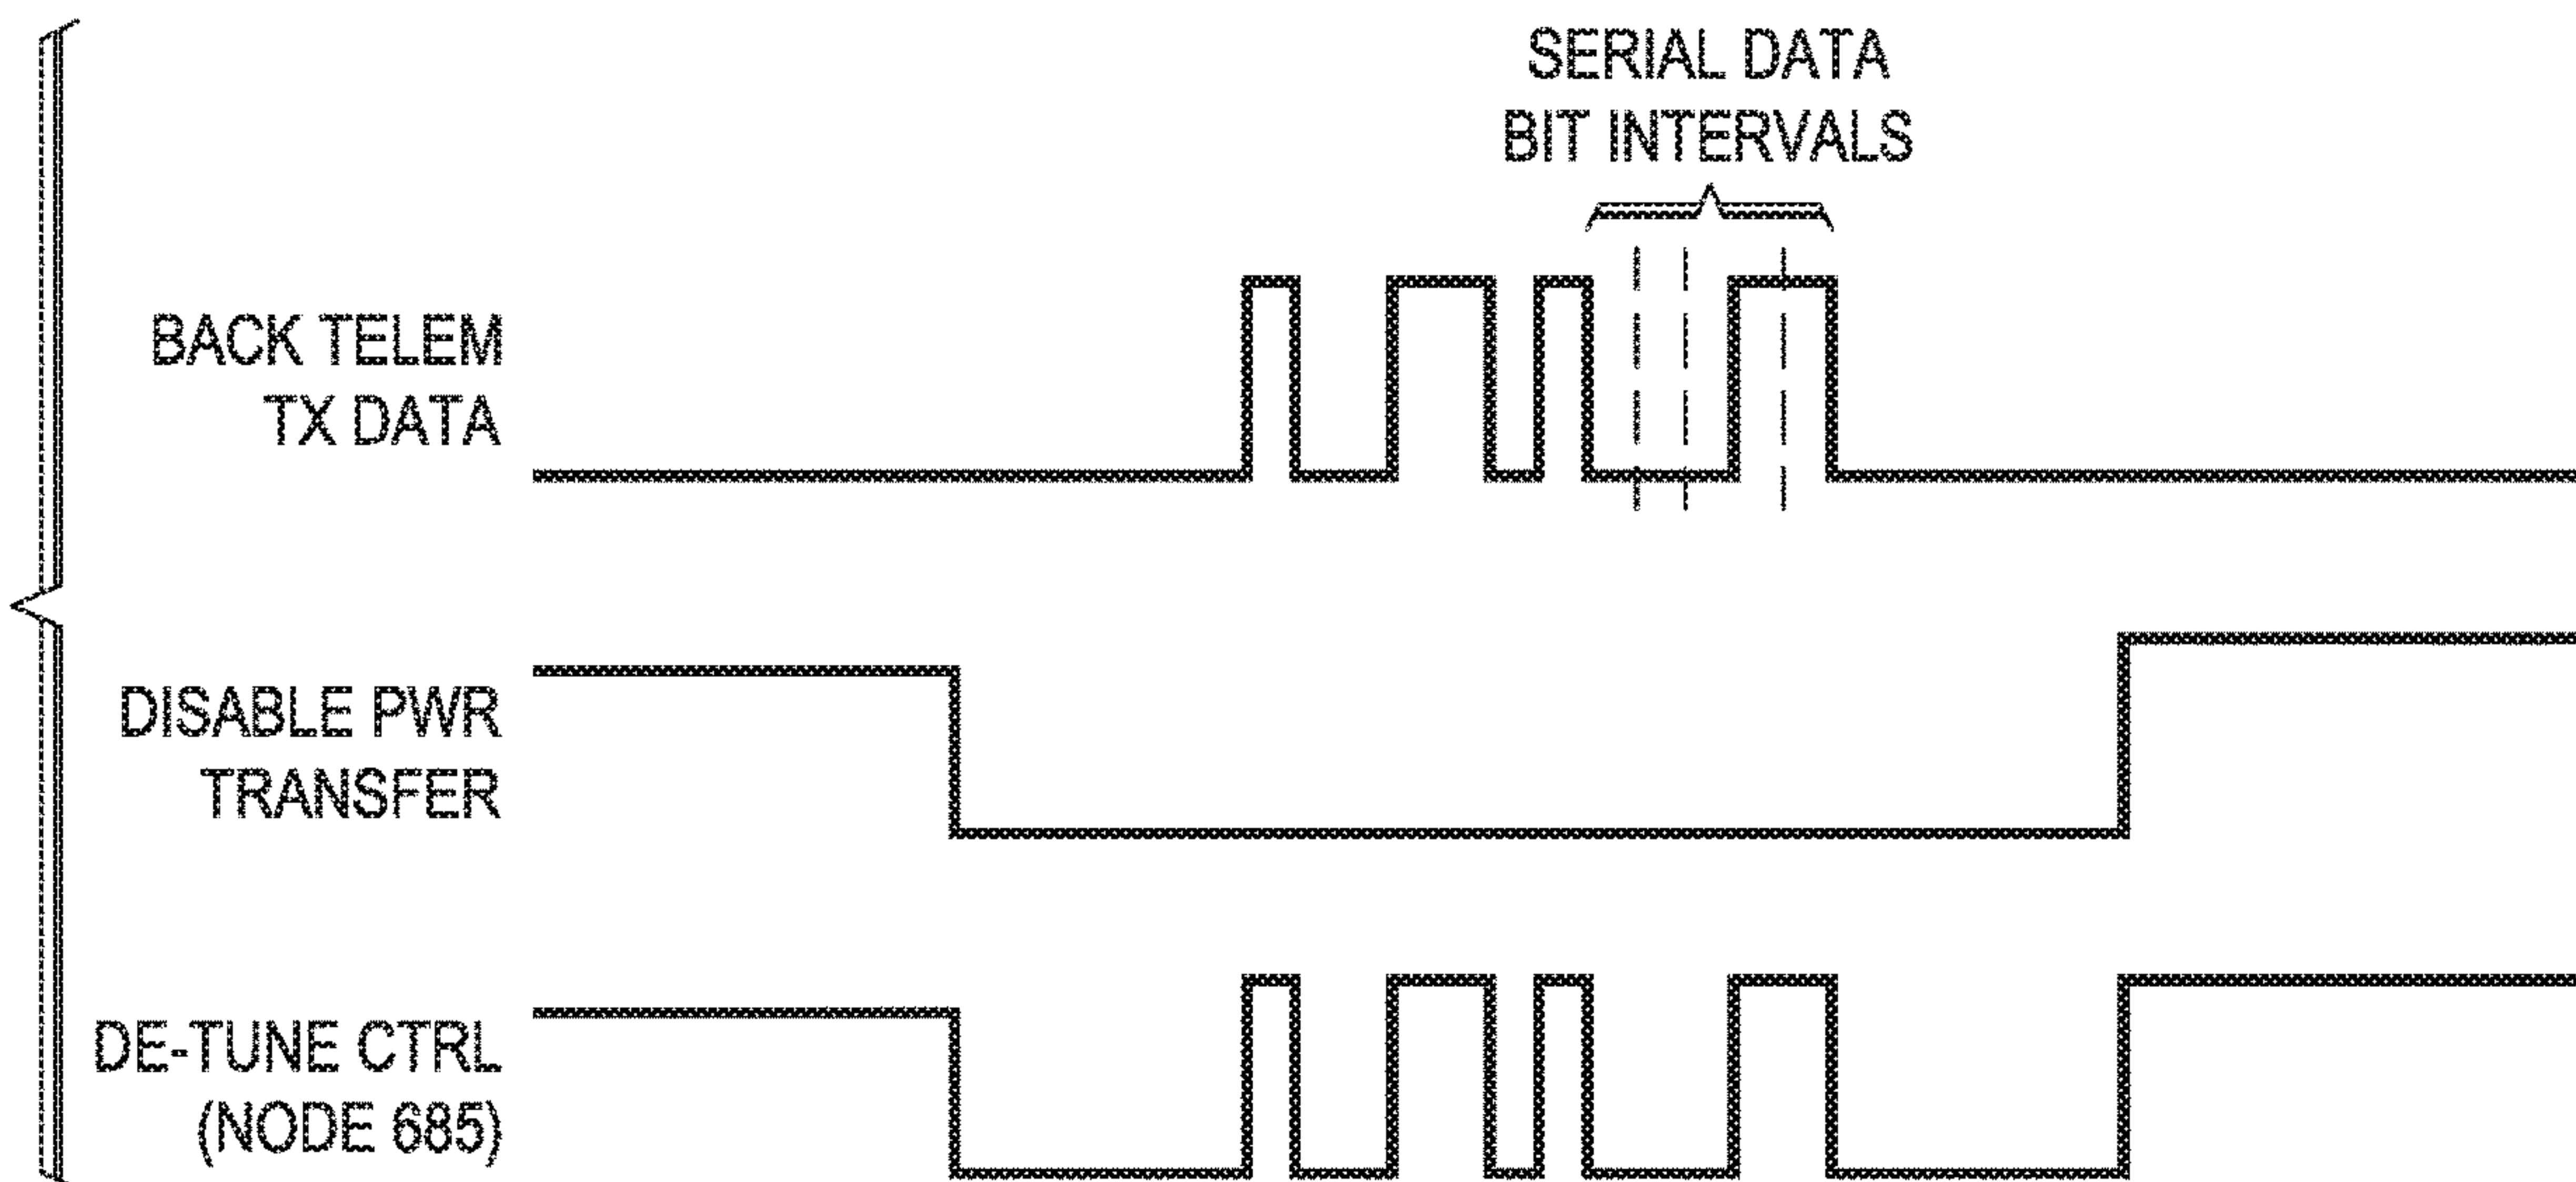 SERIAL DATA
BIT INTERVALS
BACK TELEM
TX DATA
DISABLE PWR
TRANSFER
DE-TUNE CTRL
(NODE 685)